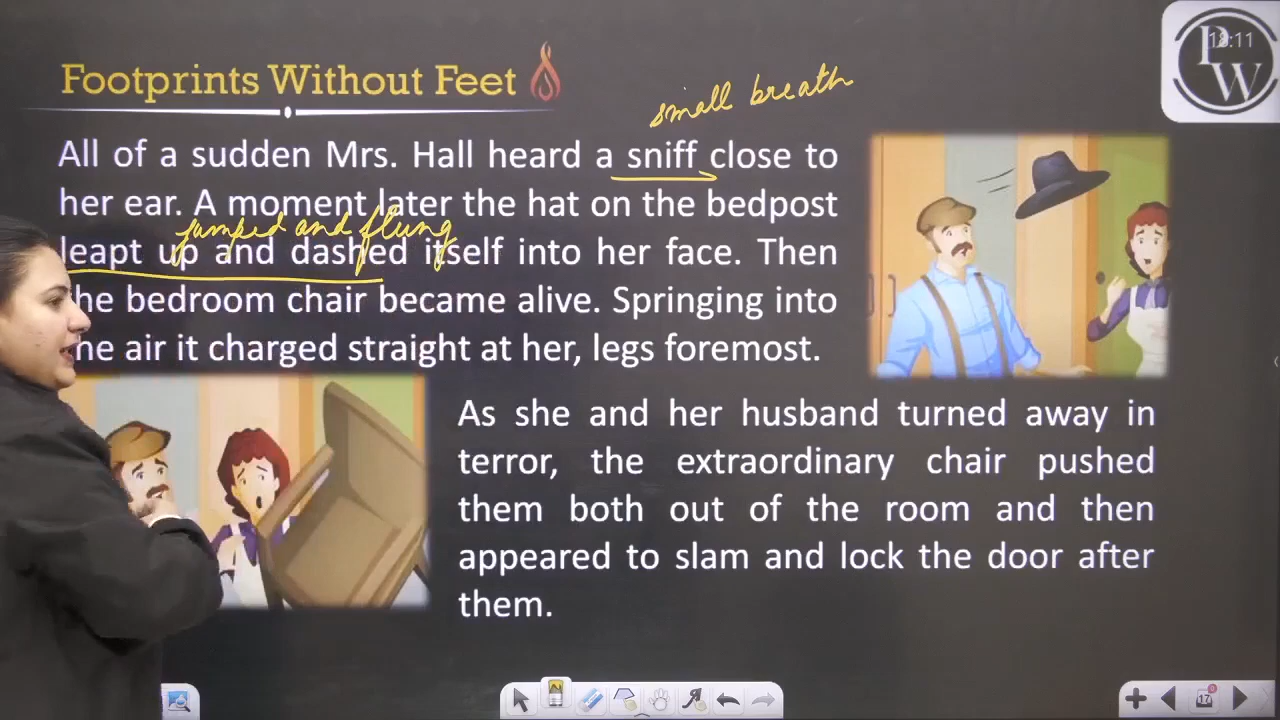 PW
18:11
Footprints Without Feet
small breath
All of a sudden Mrs. Hall heard a sniff close to
her ear. A moment later the hat on the bedpost
jumped and flung
leapt up and dashed itself into her face. Then
he bedroom chair became alive. Springing into
he air it charged straight at her, legs foremost.
As she and her husband turned away in
terror, the extraordinary chair pushed
them both out of the room and then
appeared to slam and lock the door after
them.
17